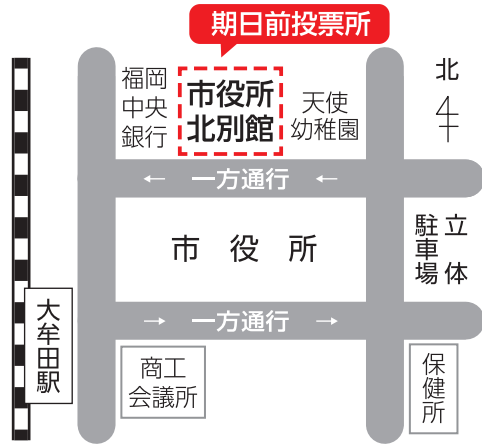 期日前投票所
福岡
中央
銀行
市役所
北別館
天使
幼稚園
北
一方通行
市役所
立体
駐車場
一方通行
大牟田駅
商工
会議所
保健所